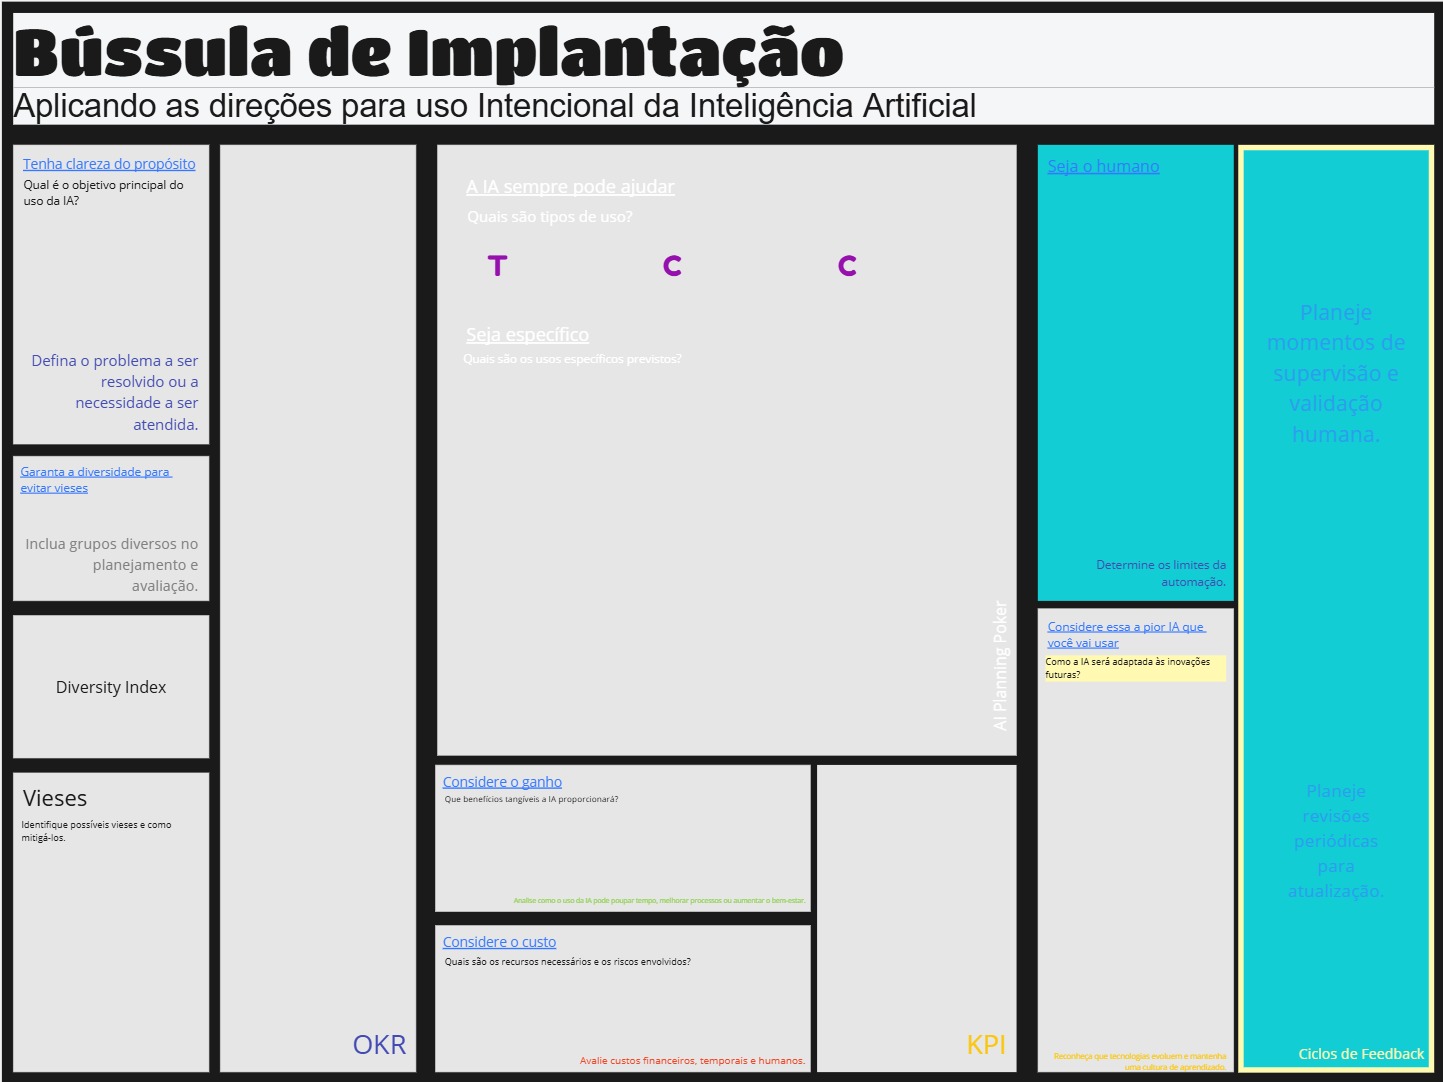 Bússula de Implantação
Aplicando as direções para uso Intencional da Inteligência Artificial
Tenha clareza do propósito
Qual é o objetivo principal do
uso da IA?
Defina o problema a ser
resolvido ou a
necessidade a ser
atendida.
Garanta a diversidade para
evitar vieses
Inclua grupos diversos no
planejamento e
avaliação.
Diversity Index
Vieses
Identifique possíveis vieses e como
mitigá-los.
OKR
A IA sempre pode ajudar
Quais são tipos de uso?
T C C
Seja específico
Quais são os usos específicos previstos?
AI Planning Poker
Considere o ganho
Que benefícios tangíveis a IA proporcionará?
Analise como o uso da IA pode poupar tempo, melhorar processos ou aumentar o bem-estar.
Considere o custo
Quais são os recursos necessários e os riscos envolvidos?
Avalie custos financeiros, temporais e humanos.
KPI
Seja o humano
Determine os limites da
automação.
Considere essa a pior IA que
você vai usar
Como a IA será adaptada às inovações
futuras?
Reconheça que tecnologias evoluem e mantenha
uma cultura de aprendizado.
Planeje
momentos de
supervisão e
validação
humana.
Planeje
revisões
periódicas
para
atualização.
Ciclos de Feedback